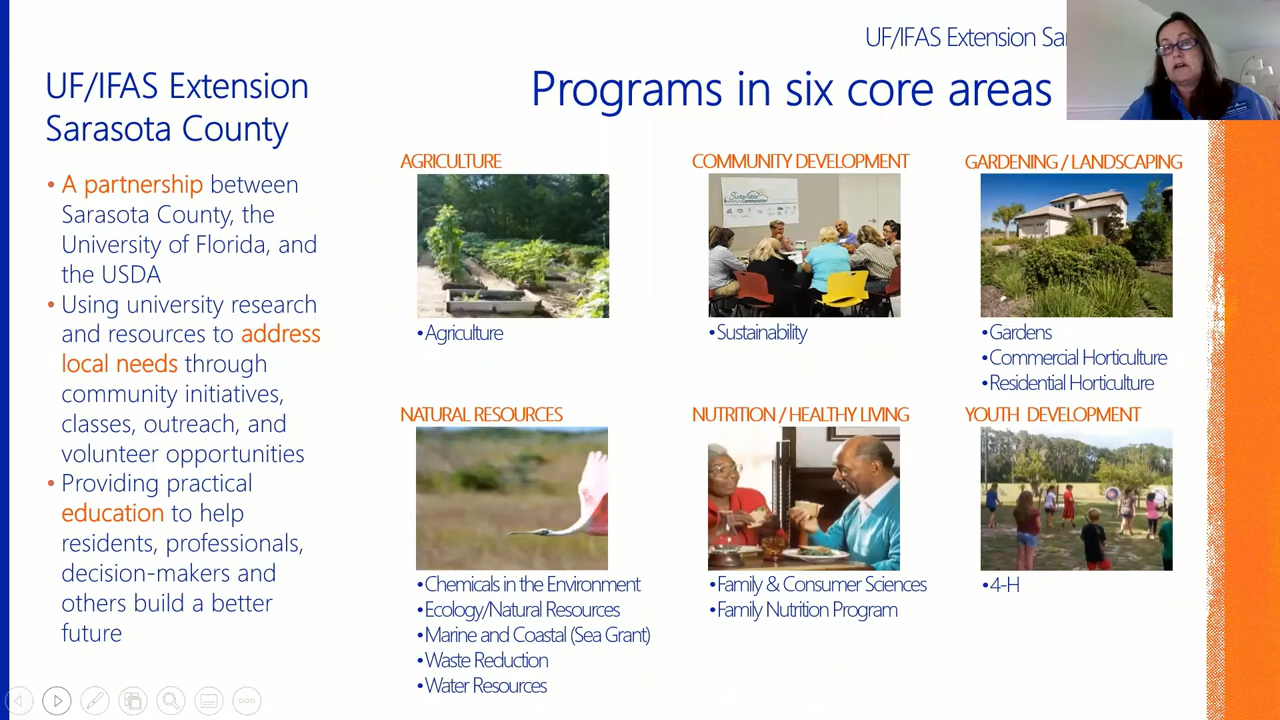 UF/IFAS Extension
UF/IFAS Extension
Sarasota County
Programs in six core areas
• A partnership between
Sarasota County, the
University of Florida, and
the USDA
• Using university research
and resources to address
local needs through
community initiatives,
classes, outreach, and
volunteer opportunities
• Providing practical
education to help
residents, professionals,
decision-makers and
others build a better
future
AGRICULTURE
• Agriculture
COMMUNITY DEVELOPMENT
• Sustainability
GARDENING / LANDSCAPING
• Gardens
• Commercial Horticulture
• Residential Horticulture
NATURAL RESOURCES
• Chemicals in the Environment
• Ecology/Natural Resources
• Marine and Coastal (Sea Grant)
• Waste Reduction
• Water Resources
NUTRITION / HEALTHY LIVING
• Family & Consumer Sciences
• Family Nutrition Program
YOUTH DEVELOPMENT
• 4-H